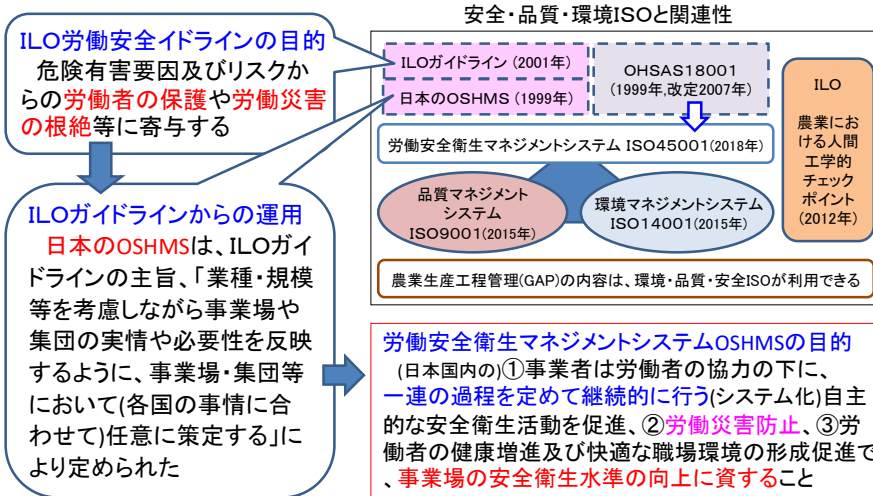 安全・品質・環境ISOと関連性
ILO労働安全イドラインの目的
危険有害要因及びリスクか
らの労働者の保護や労働災害
の根絶等に寄与する
ILOガイドライン（2001年）
日本のOSHMS（1999年）
OHSAS18001
（1999年,改定2007年）
労働安全衛生マネジメントシステム ISO45001(2018年)
品質マネジメント
システム
ISO9001(2015年)
環境マネジメントシステム
ISO14001(2015年)
農業生産工程管理(GAP)の内容は、環境・品質・安全ISOが利用できる
ILO
農業にお
ける人間
工学的
チェック
ポイント
(2012年)
ILOガイドラインからの運用
日本のOSHMSは、ILOガイ
ドラインの主旨、「業種・規模
等を考慮しながら事業場や
集団の実情や必要性を反映
するように、事業場・集団等
において(各国の事情に合
わせて)任意に策定する」に
より定められた
労働安全衛生マネジメントシステムOSHMSの目的
(日本国内の)①事業者は労働者の協力の下に、
一連の過程を定めて継続的に行う(システム化)自主
的な安全衛生活動を促進、②労働災害防止、③労
働者の健康増進及び快適な職場環境の形成促進で
、事業場の安全衛生水準の向上に資すること